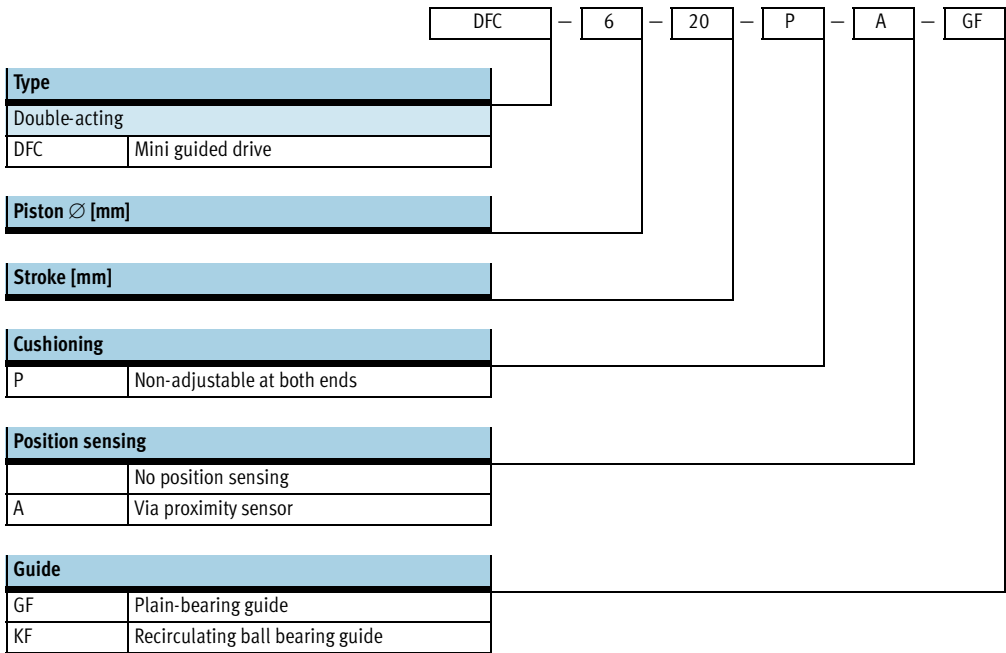 DFC – 6 – 20 – P – A – GF
Type
Double-acting
DFC Mini guided drive
Piston ∅ [mm]
Stroke [mm]
Cushioning
P Non-adjustable at both ends
Position sensing
No position sensing
A Via proximity sensor
Guide
GF Plain-bearing guide
KF Recirculating ball bearing guide